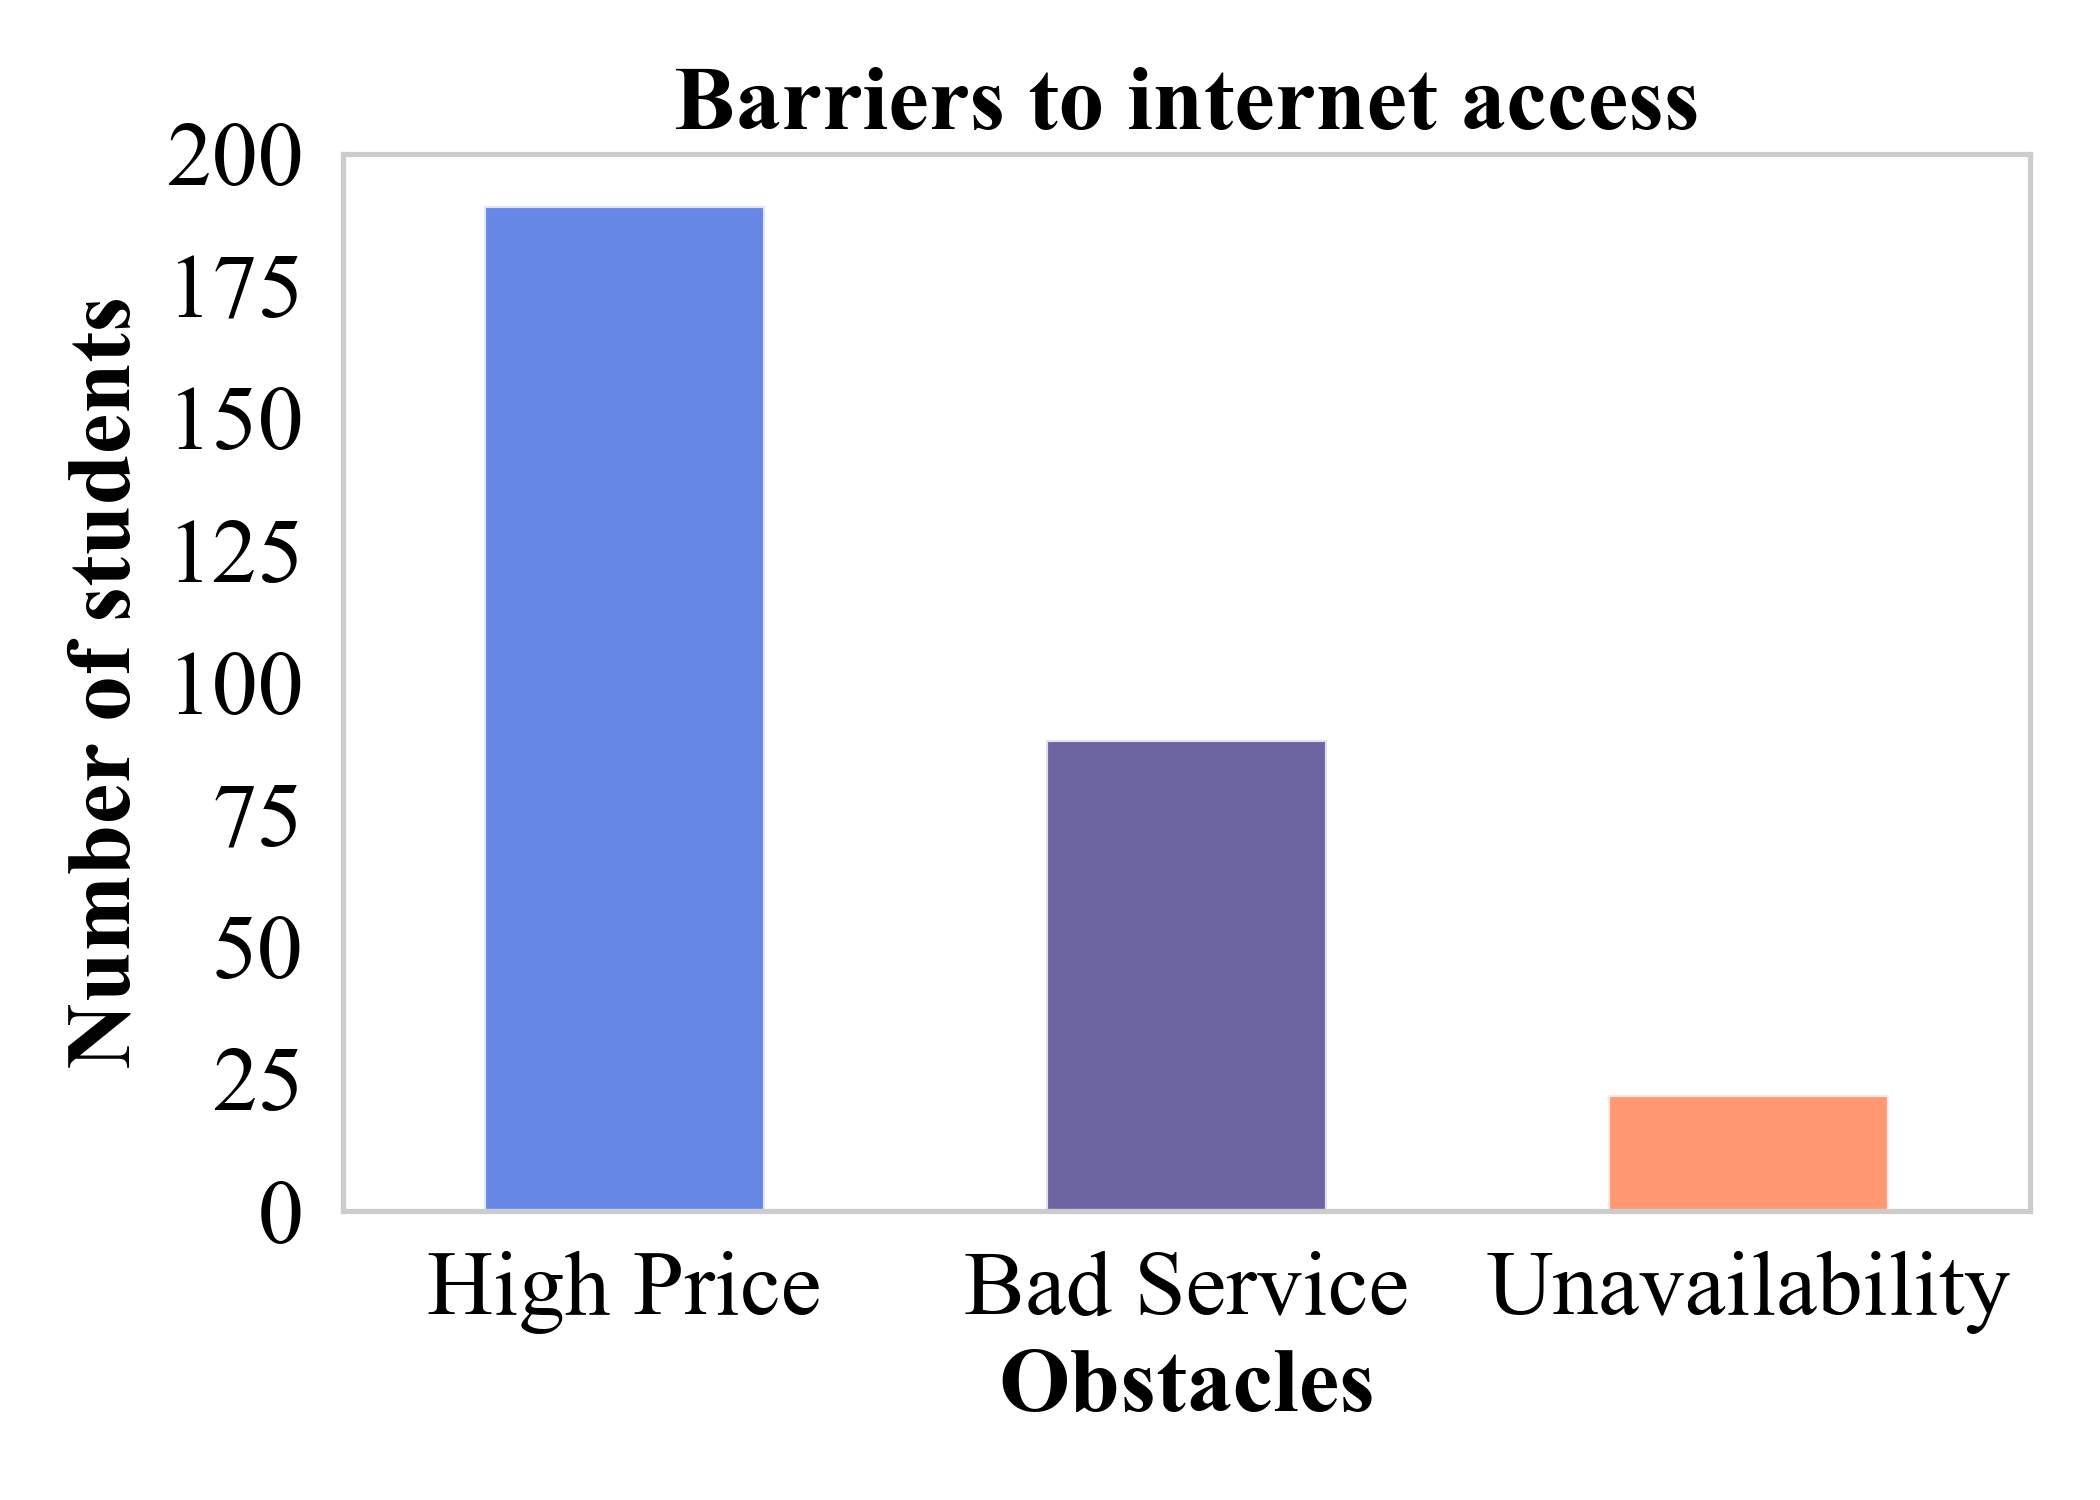 Barriers to internet access
200
175
150
125
100
75
50
25
0
Number of students
High Price
Bad Service
Unavailability
Obstacles